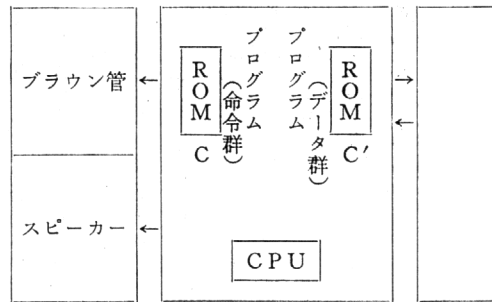 ブラウン管
スピーカー
←
←
ROM
C
プログラム
(命令群)
プログラム
(データ群)
ROM
C′
CPU
→
←